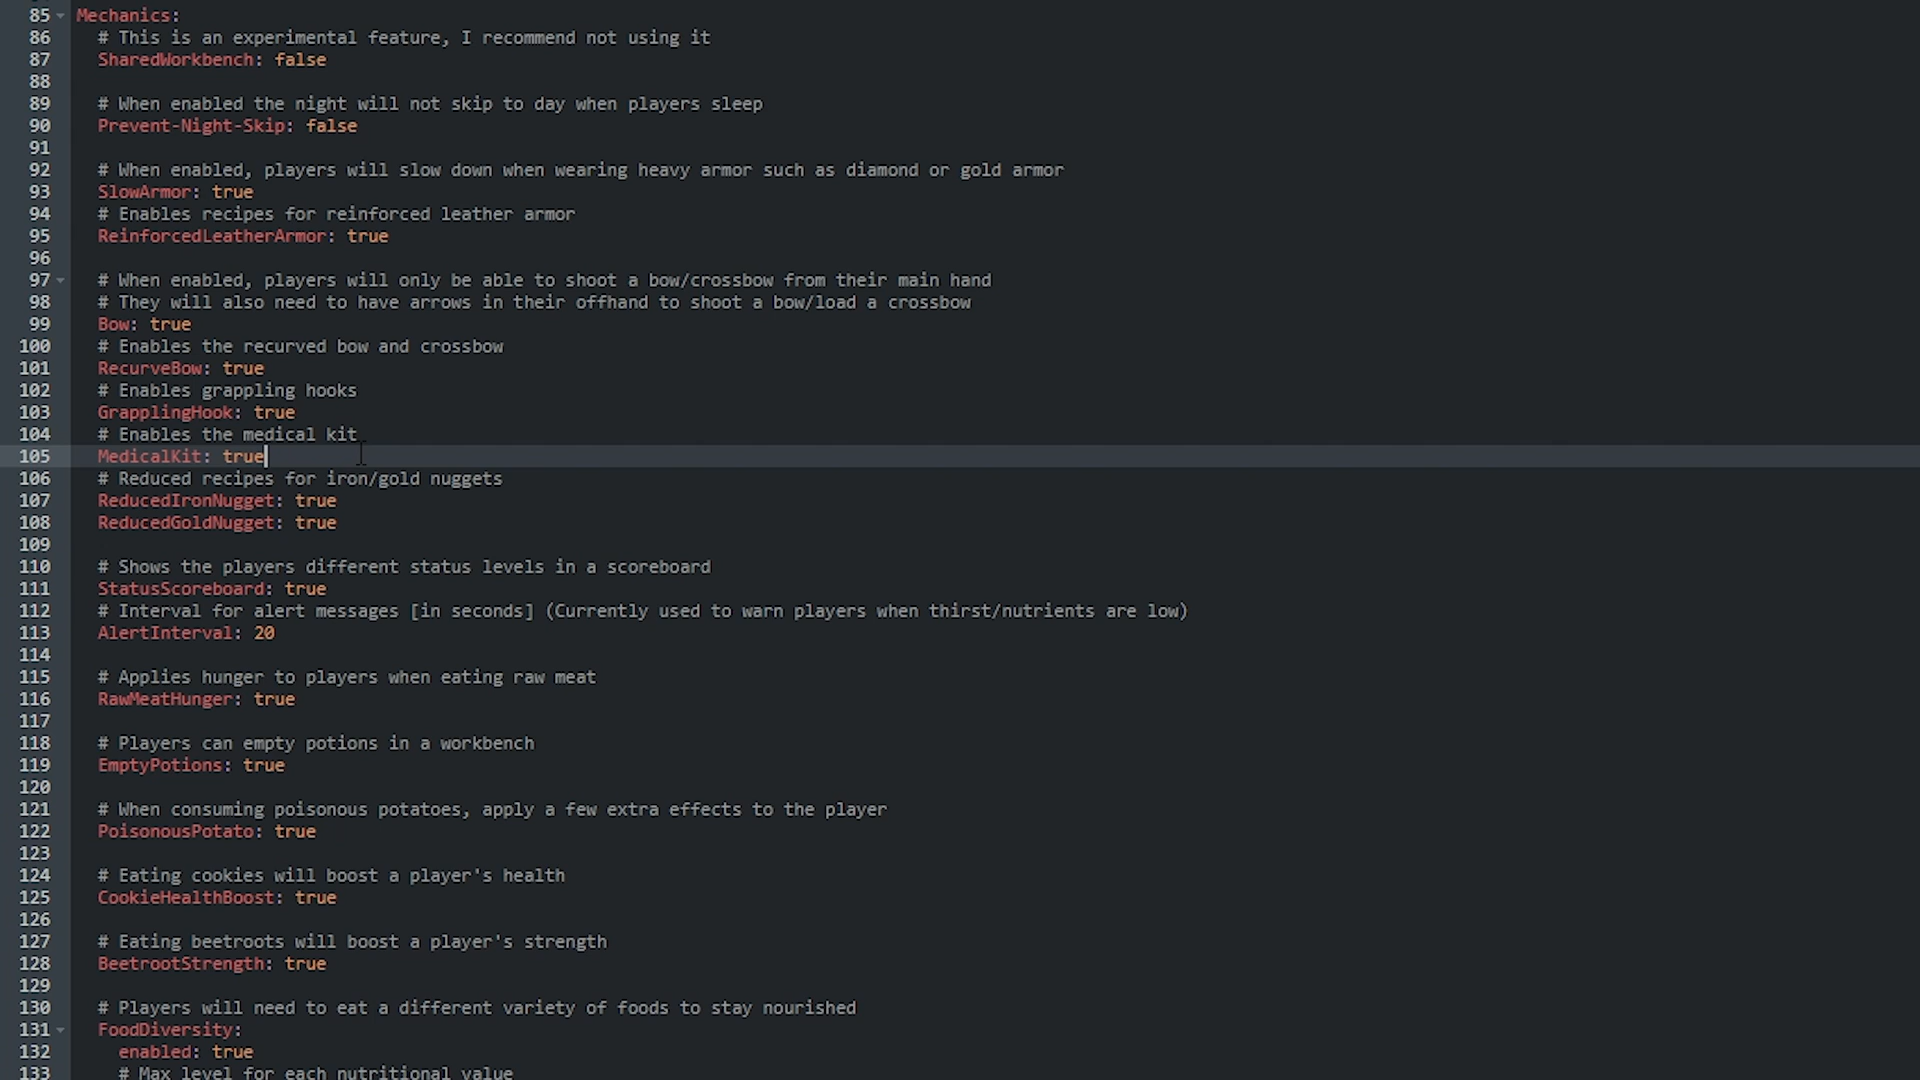 85 Mechanics:
86 # This is an experimental feature, I recommend not using it
87 SharedWorkbench: false
88
89 # When enabled the night will not skip to day when players sleep
90 Prevent-Night-Skip: false
91
92 # When enabled, players will slow down when wearing heavy armor such as diamond or gold armor
93 SlowArmor: true
94 # Enables recipes for reinforced leather armor
95 ReinforcedLeatherArmor: true
96
97 # When enabled, players will only be able to shoot a bow/crossbow from their main hand
98 # They will also need to have arrows in their offhand to shoot a bow/load a crossbow
99 Bow: true
100 # Enables the recurved bow and crossbow
101 RecurveBow: true
102 # Enables grappling hooks
103 GrapplingHook: true
104 # Enables the medical kit
105 MedicalKit: true
106 # Reduced recipes for iron/gold nuggets
107 ReducedIronNugget: true
108 ReducedGoldNugget: true
109
110 # Shows the players different status levels in a scoreboard
111 StatusScoreboard: true
112 # Interval for alert messages [in seconds] (Currently used to warn players when thirst/nutrients are low)
113 AlertInterval: 20
114
115 # Applies hunger to players when eating raw meat
116 RawMeatHunger: true
117
118 # Players can empty potions in a workbench
119 EmptyPotions: true
120
121 # When consuming poisonous potatoes, apply a few extra effects to the player
122 PoisonousPotato: true
123
124 # Eating cookies will boost a player's health
125 CookieHealthBoost: true
126
127 # Eating beetroots will boost a player's strength
128 BeetrootStrength: true
129
130 # Players will need to eat a different variety of foods to stay nourished
131 FoodDiversity:
132 enabled: true
133 # Max level for each nutritional value